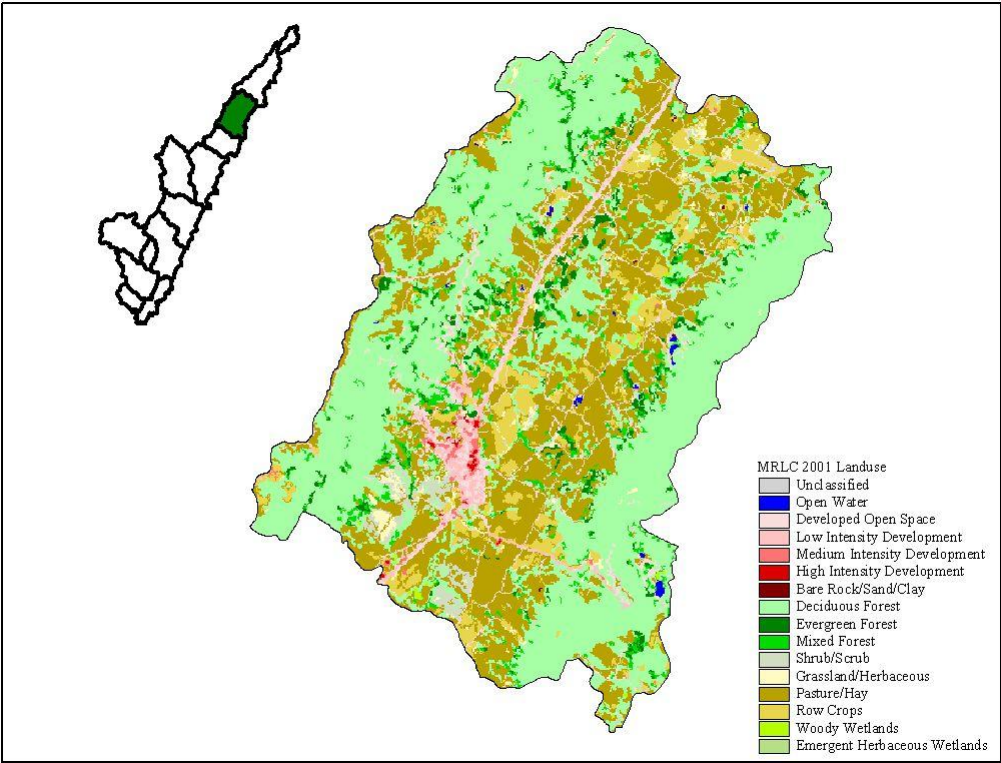 MRLC 2001 Landuse
Unclassified
Open Water
Developed Open Space
Low Intensity Development
Medium Intensity Development
High Intensity Development
Bare Rock/Sand/Clay
Deciduous Forest
Evergreen Forest
Mixed Forest
Shrub/Scrub
Grassland/Herbaceous
Pasture/Hay
Row Crops
Woody Wetlands
Emergent Herbaceous Wetlands